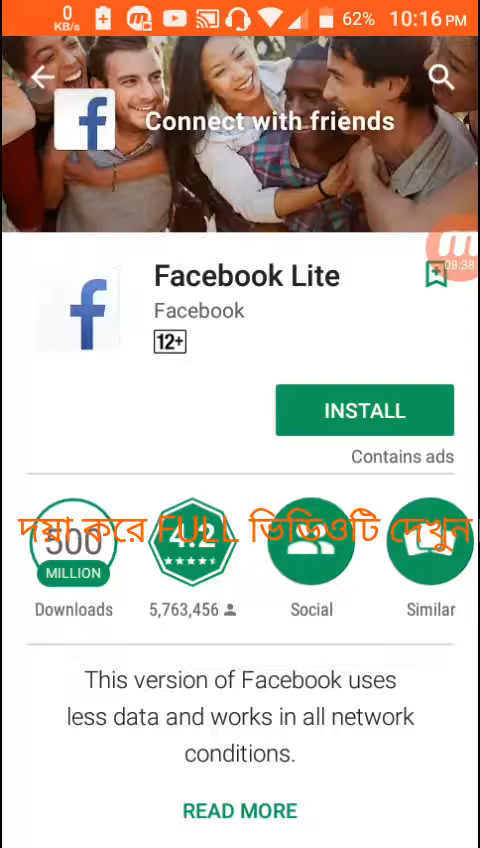 0
KB/s
62%
10:16 PM
Connect with friends
08:38
Facebook Lite
Facebook
12+
INSTALL
Contains ads
দয়া করে FULL ভিডিওটি দেখুন
500
MILLION
4.2
Downloads
5,763,456
Social
Similar
This version of Facebook uses
less data and works in all network
conditions.
READ MORE